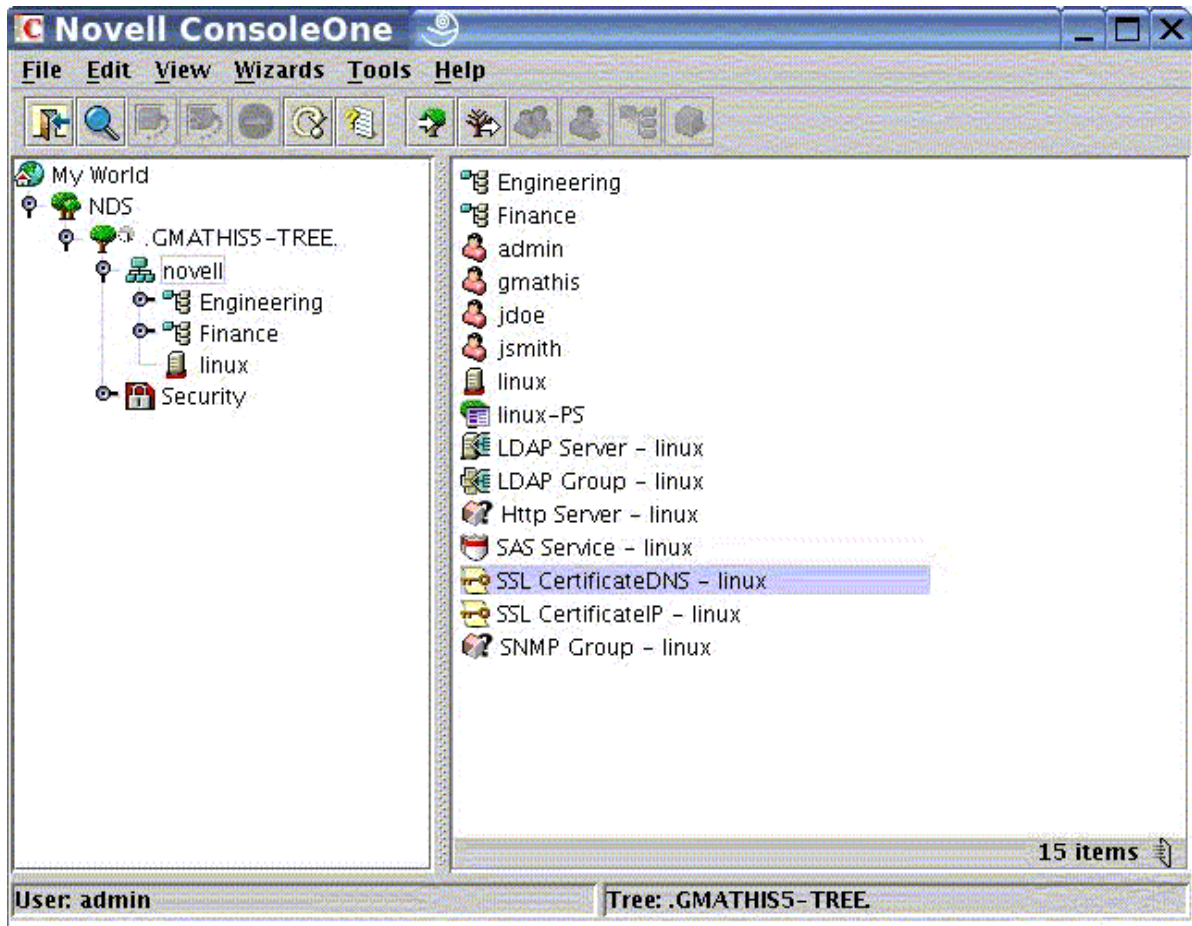 Novell ConsoleOne
File Edit View Wizards Tools Help
My World
NDS
.GMATHIS5-TREE.
novell
Engineering
Finance
linux
Security
Engineering
Finance
admin
gmathis
jdoe
jsmith
linux
linux-PS
LDAP Server - linux
LDAP Group - linux
Http Server - linux
SAS Service - linux
SSL CertificateDNS - linux
SSL CertificateIP - linux
SNMP Group - linux
15 items
User: admin
Tree: .GMATHIS5-TREE.